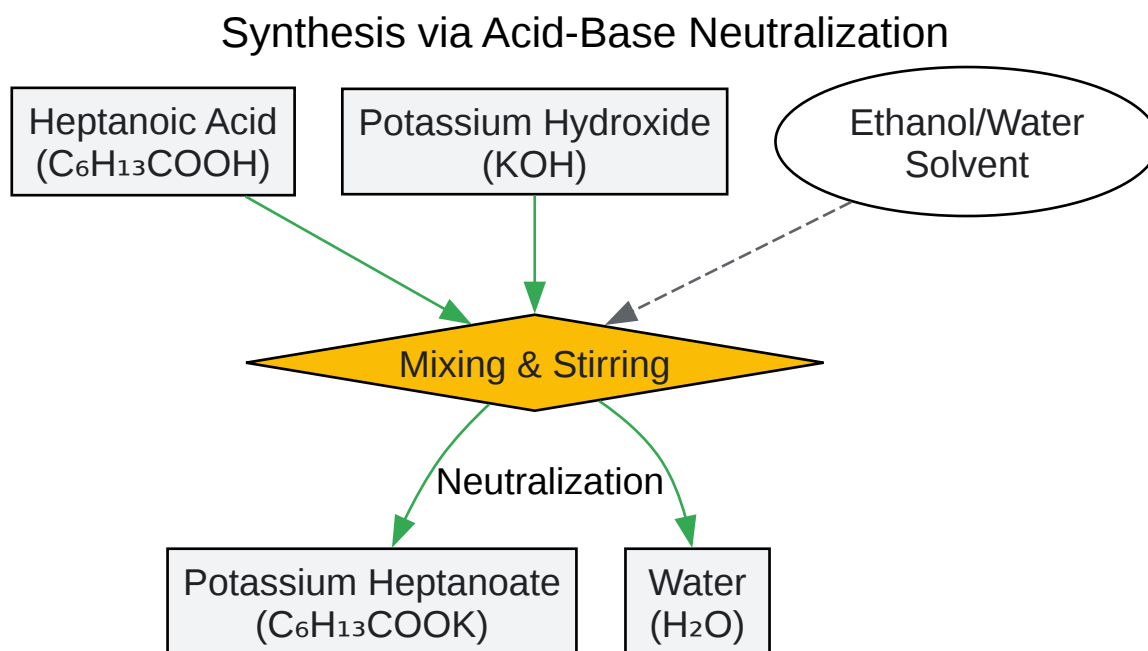 Synthesis via Acid-Base Neutralization
Heptanoic Acid
(C₆H₁₃COOH)
Potassium Hydroxide
(KOH)
Ethanol/Water
Solvent
Mixing & Stirring
Neutralization
Potassium Heptanoate
(C₆H₁₃COOK)
Water
(H₂O)